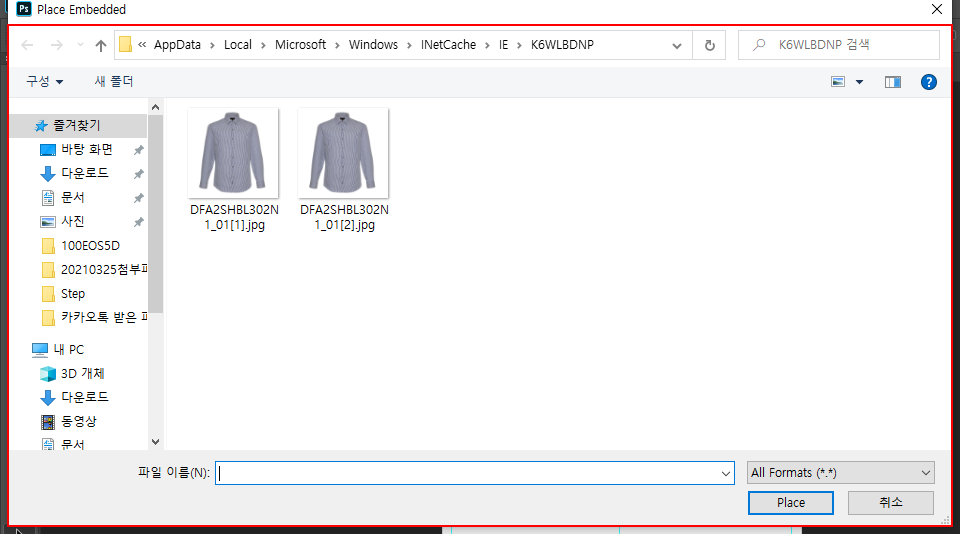 Ps Place Embedded
« AppData > Local > Microsoft > Windows > INetCache > IE > K6WLBDNP
K6WLBDNP 검색
구성 새 폴더
즐겨찾기
바탕 화면
다운로드
문서
사진
100EOS5D
20210325첨부파
Step
카카오톡 받은 파
내 PC
3D 개체
다운로드
동영상
문서
DFA2SHBL302N
1_01[1].jpg
DFA2SHBL302N
1_01[2].jpg
파일 이름(N):
All Formats (*.*)
Place 취소